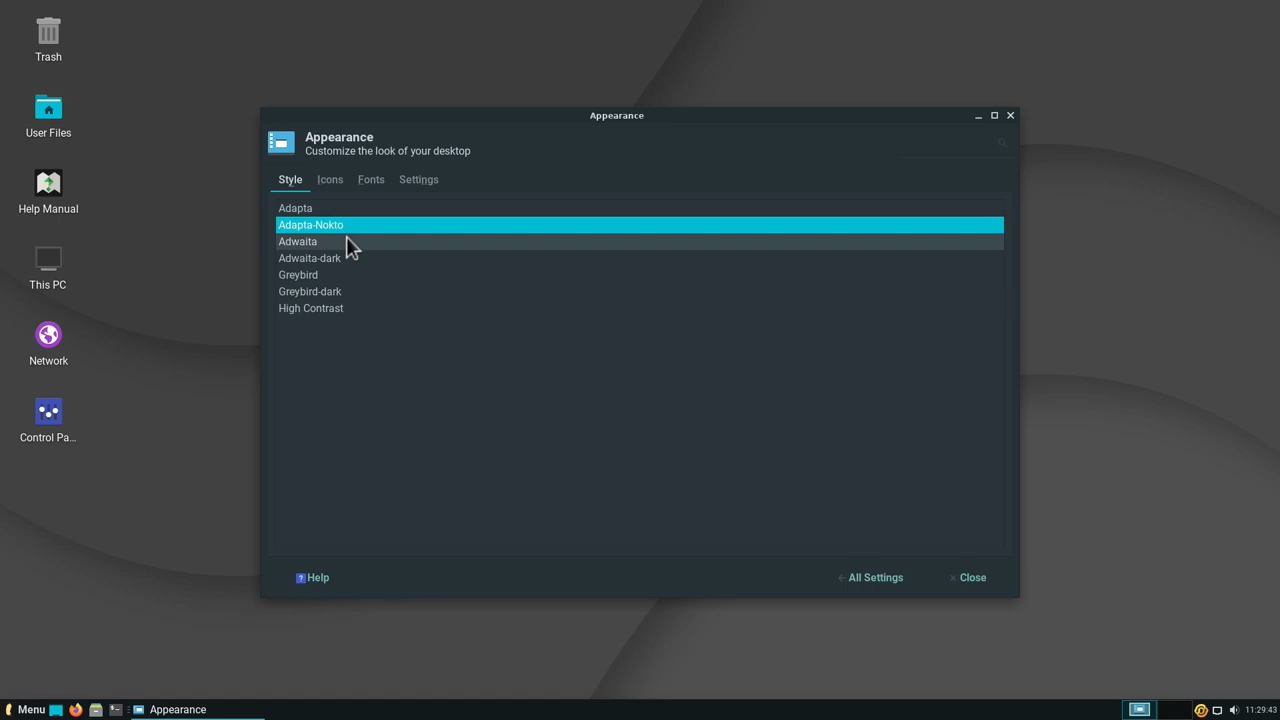 Trash
User Files
Help Manual
This PC
Network
Control Pa...
Appearance
Appearance
Customize the look of your desktop
Style Icons Fonts Settings
Adapta
Adapta-Nokto
Adwaita
Adwaita-dark
Greybird
Greybird-dark
High Contrast
? Help
All Settings
Close
Menu
Appearance
11:29:43